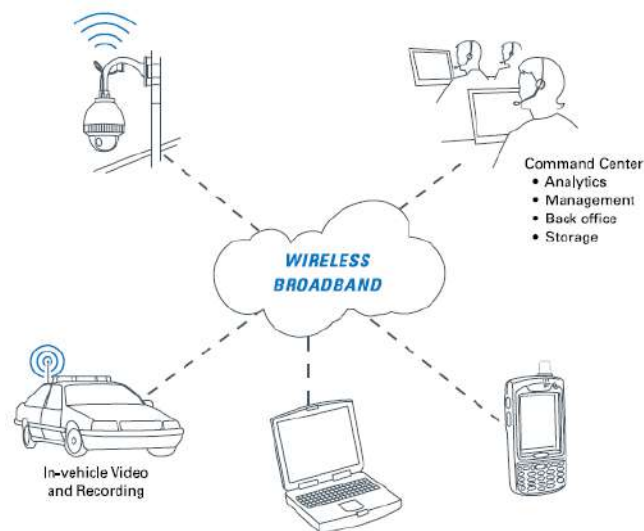 Command Center
• Analytics
• Management
• Back office
• Storage
WIRELESS
BROADBAND
In-vehicle Video
and Recording